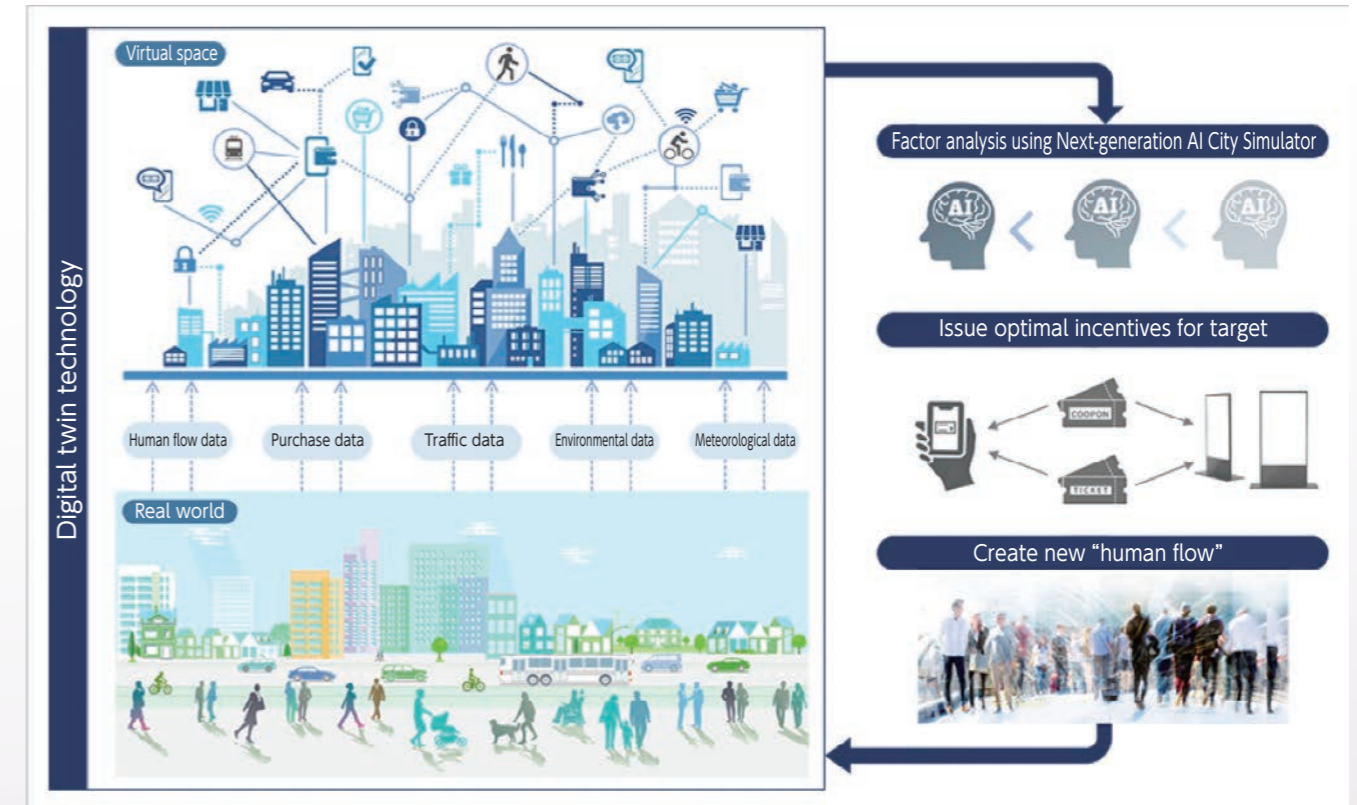 Digital twin technology
Virtual space
Human flow data
Purchase data
Traffic data
Environmental data
Meteorological data
Real world
Factor analysis using Next-generation AI City Simulator
AI
AI
AI
Issue optimal incentives for target
COOPON
TICKET
Create new “human flow”